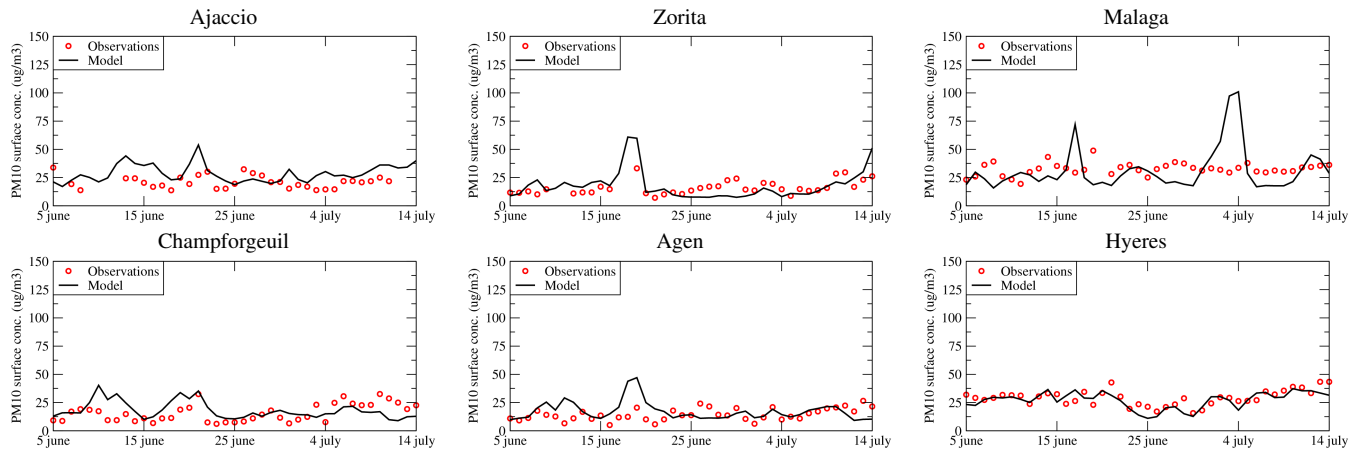 Ajaccio
PM10 surface conc. (ug/m3)
150
125
100
75
50
25
0
Observations
Model
5 june
15 june
25 june
4 july
14 july
Zorita
PM10 surface conc. (ug/m3)
150
125
100
75
50
25
0
Observations
Model
5 june
15 june
25 june
4 july
14 july
Malaga
PM10 surface conc. (ug/m3)
150
125
100
75
50
25
0
Observations
Model
5 june
15 june
25 june
4 july
14 july
Champforgeuil
PM10 surface conc. (ug/m3)
150
125
100
75
50
25
0
Observations
Model
5 june
15 june
25 june
4 july
14 july
Agen
PM10 surface conc. (ug/m3)
150
125
100
75
50
25
0
Observations
Model
5 june
15 june
25 june
4 july
14 july
Hyeres
PM10 surface conc. (ug/m3)
150
125
100
75
50
25
0
Observations
Model
5 june
15 june
25 june
4 july
14 july